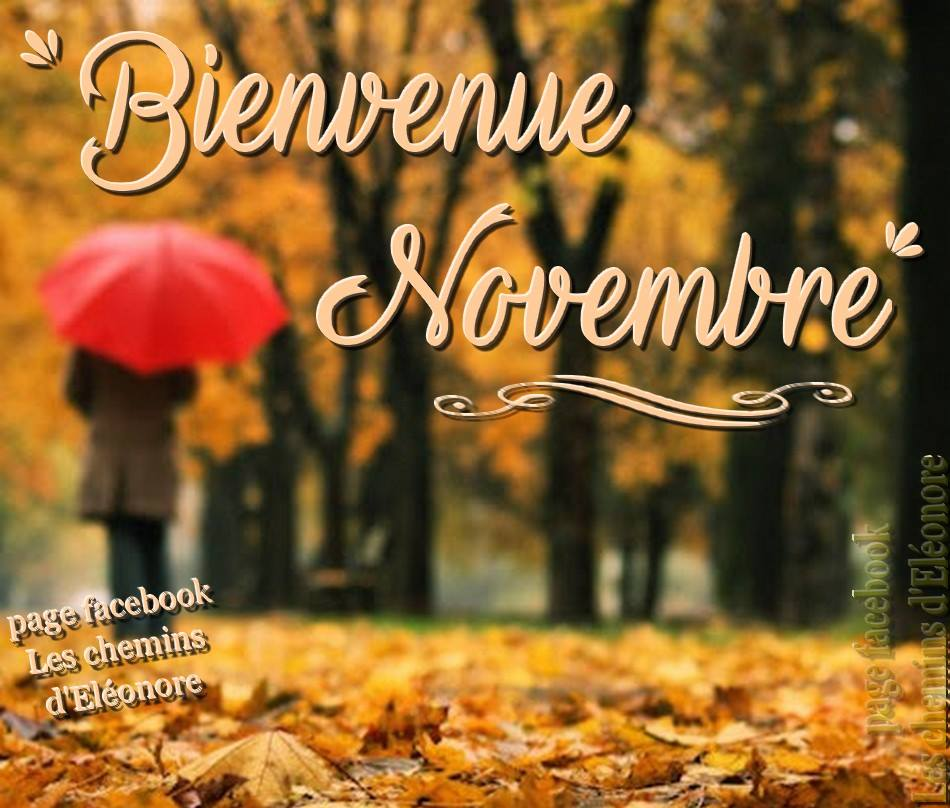 Bienvenue
Novembre
page facebook
Les chemins
d'Eléonore
page facebook
Les chemins d'Eléonore